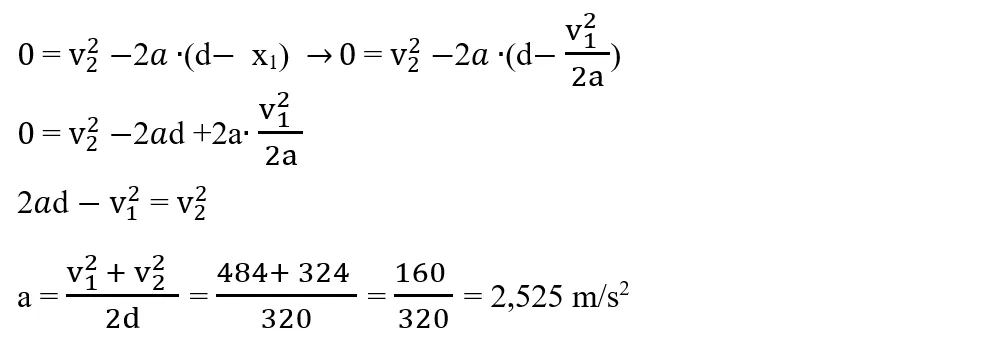 0 = v₂² −2a ·(d− x₁) → 0 = v₂² −2a ·(d− v₁²/2a)
0 = v₂² −2ad +2a· v₁²/2a
2ad − v₁² = v₂²
a = (v₁² + v₂²)/2d = (484+ 324)/320 = 160/320 = 2,525 m/s²